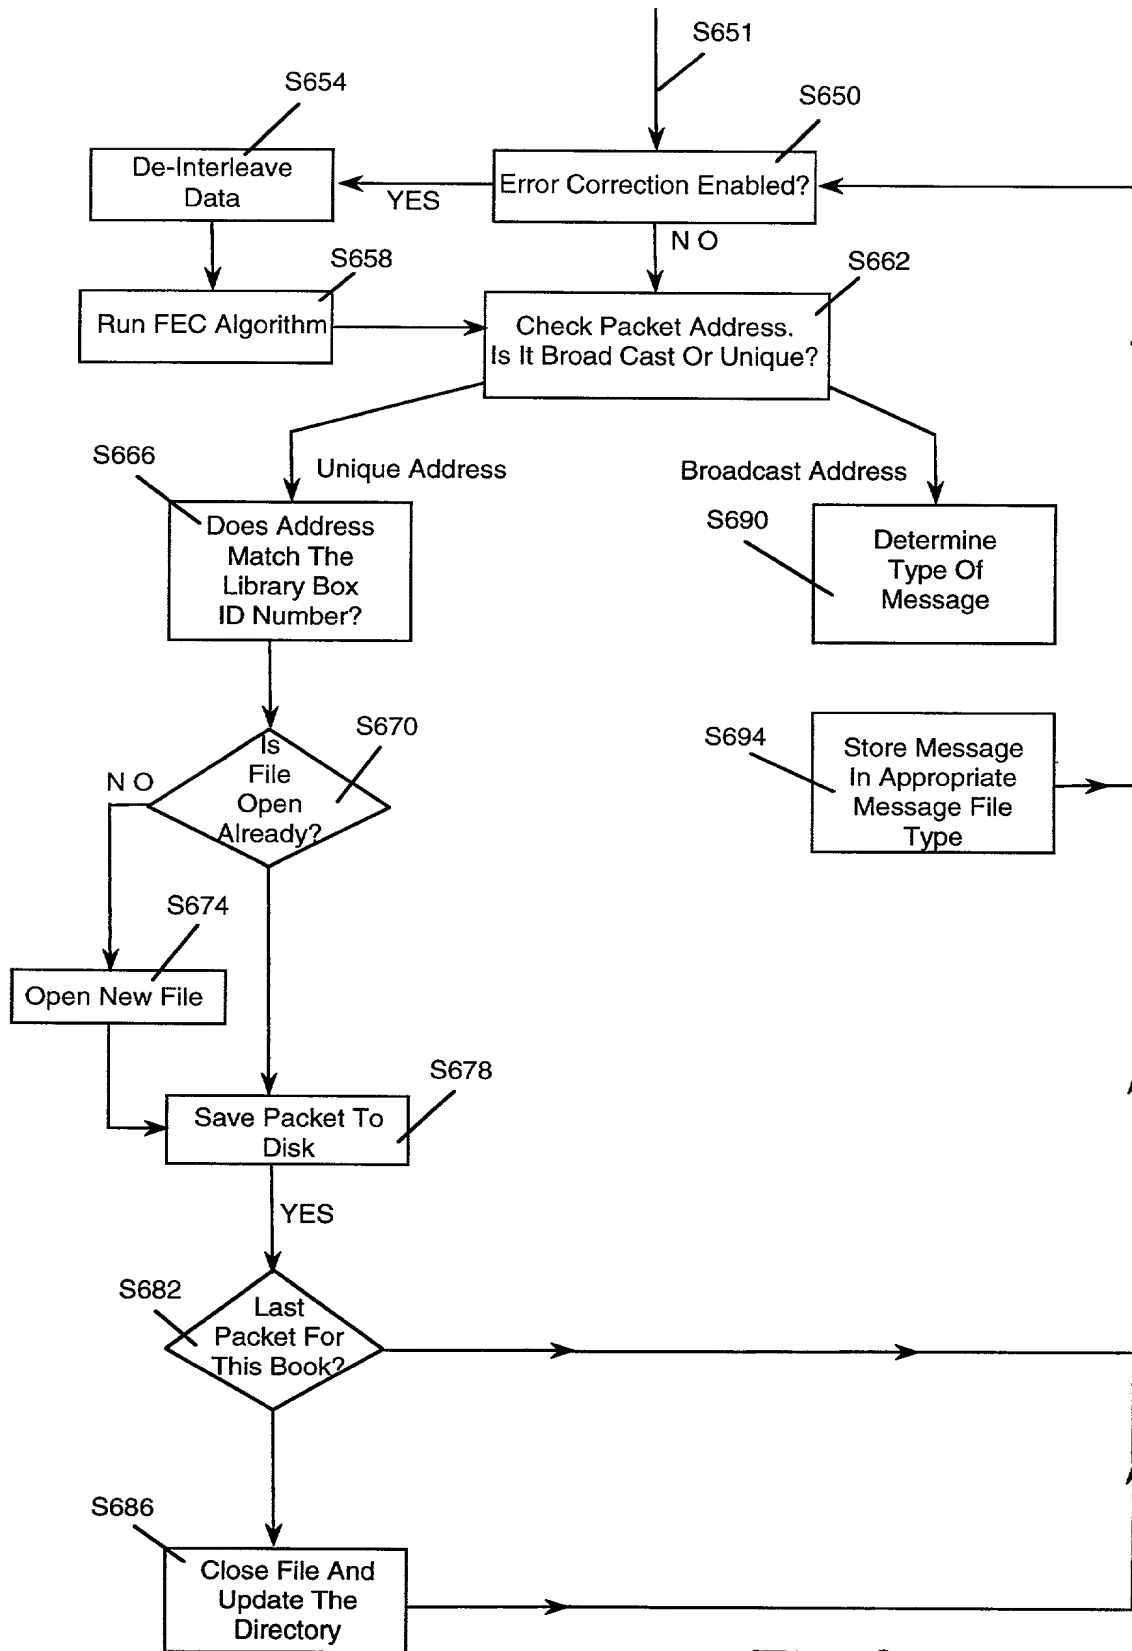 S651
S654
S650
De-Interleave
Data
YES
Error Correction Enabled?
N O
S658
S662
Run FEC Algorithm
Check Packet Address.
Is It Broad Cast Or Unique?
S666
Unique Address
Broadcast Address
Does Address
Match The
Library Box
ID Number?
S690
Determine
Type Of
Message
S670
Is
File
Open
Already?
N O
S694
Store Message
In Appropriate
Message File
Type
S674
Open New File
S678
Save Packet To
Disk
YES
S682
Last
Packet For
This Book?
S686
Close File And
Update The
Directory